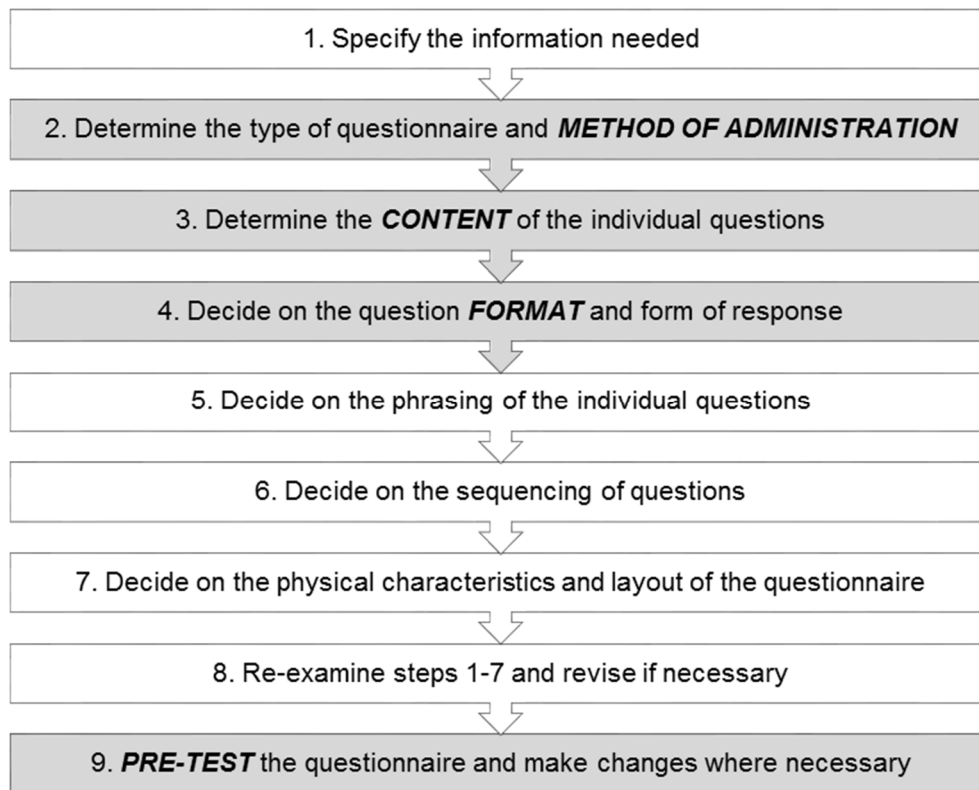 1. Specify the information needed
2. Determine the type of questionnaire and METHOD OF ADMINISTRATION
3. Determine the CONTENT of the individual questions
4. Decide on the question FORMAT and form of response
5. Decide on the phrasing of the individual questions
6. Decide on the sequencing of questions
7. Decide on the physical characteristics and layout of the questionnaire
8. Re-examine steps 1-7 and revise if necessary
9. PRE-TEST the questionnaire and make changes where necessary